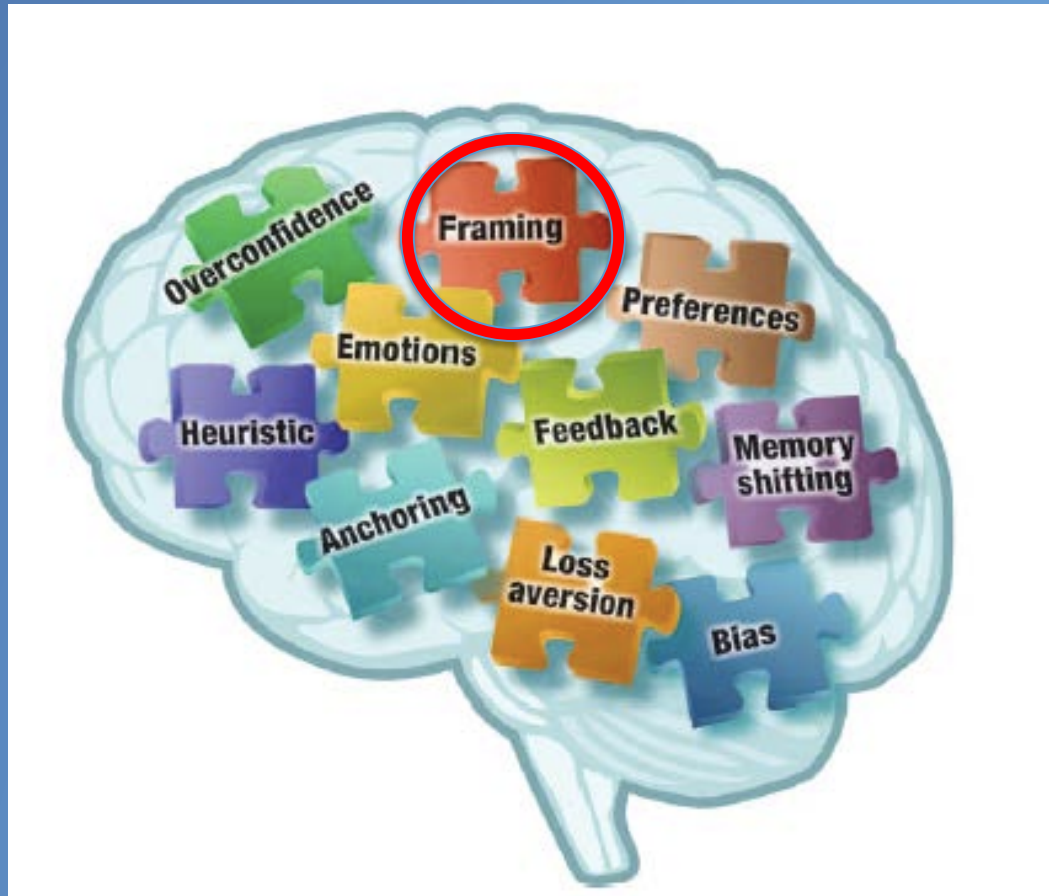 Overconfidence
Framing
Preferences
Emotions
Heuristic
Feedback
Memory
shifting
Anchoring
Loss
aversion
Bias